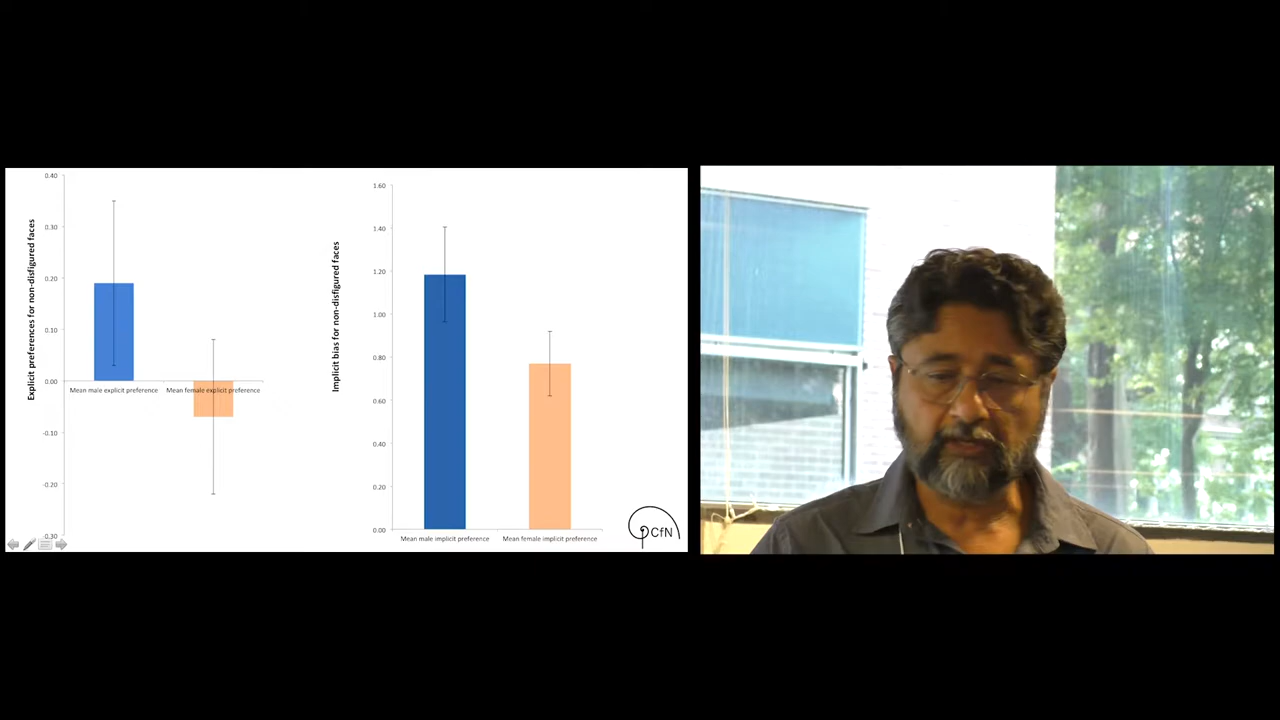 Explicit preferences for non-disfigured faces
0.40
0.30
0.20
0.10
0.00
-0.10
-0.20
-0.30
Mean male explicit preference
Mean female explicit preference
Implicit bias for non-disfigured faces
1.60
1.40
1.20
1.00
0.80
0.60
0.40
0.20
0.00
Mean male implicit preference
Mean female implicit preference
CfN